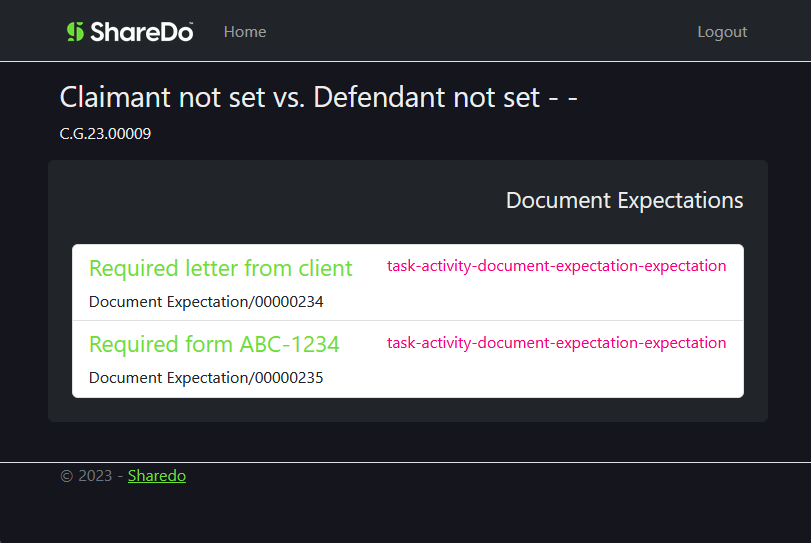 ShareDo™ Home Logout
Claimant not set vs. Defendant not set - -
C.G.23.00009
Document Expectations
Required letter from client task-activity-document-expectation-expectation
Document Expectation/00000234
Required form ABC-1234 task-activity-document-expectation-expectation
Document Expectation/00000235
© 2023 - Sharedo